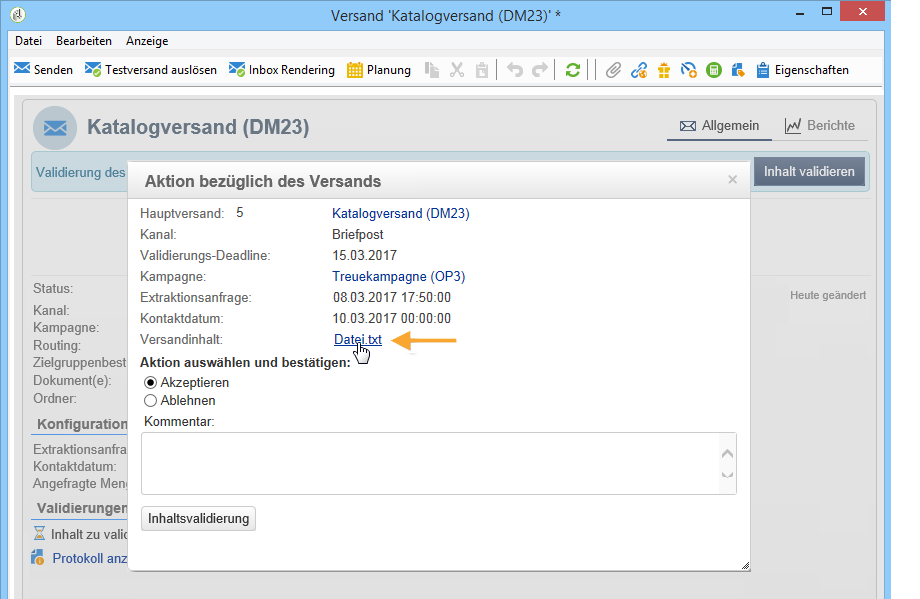 Versand 'Katalogversand (DM23)' *
Datei Bearbeiten Anzeige
Senden Testversand auslösen Inbox Rendering Planung Eigenschaften
Katalogversand (DM23)
Allgemein Berichte
Validierung des
Inhalt validieren
Aktion bezüglich des Versands
Hauptversand: 5 Katalogversand (DM23)
Kanal: Briefpost
Validierungs-Deadline: 15.03.2017
Kampagne: Treuekampagne (OP3)
Extraktionsanfrage: 08.03.2017 17:50:00
Kontaktdatum: 10.03.2017 00:00:00
Versandinhalt: Datei.txt
Aktion auswählen und bestätigen:
Akzeptieren
Ablehnen
Kommentar:
Inhaltsvalidierung
Status:
Heute geändert
Kanal:
Kampagne:
Routing:
Zielgruppenbest
Dokument(e):
Ordner:
Konfiguration
Extraktionsanfra
Kontaktdatum:
Angefragte Meng
Validierungen
Inhalt zu valid
Protokoll anz